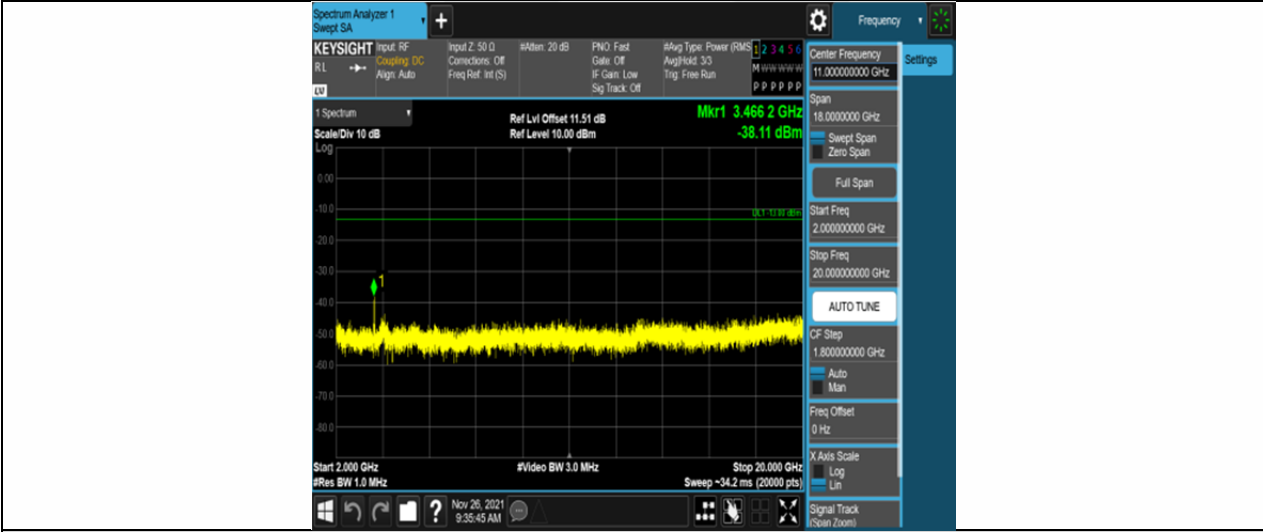 Spectrum Analyzer 1
Swept SA
+
Frequency
KEYSIGHT
RL
LV
Input: RF
Coupling: DC
Align: Auto
Input Z: 50 Ω
Corrections: Off
Freq Ref: Int (S)
#Atten: 20 dB
PNO: Fast
Gate: Off
IF Gain: Low
Sig Track: Off
#Avg Type: Power (RMS
Avg|Hold: 3/3
Trig: Free Run
1 2 3 4 5 6
M W W W W W
P P P P P P
1 Spectrum
Scale/Div 10 dB
Ref Lvl Offset 11.51 dB
Ref Level 10.00 dBm
Mkr1 3.466 2 GHz
-38.11 dBm
Log
0.00
-10.0
DL1 -13.00 dBm
-20.0
-30.0
1
-40.0
-50.0
-60.0
-70.0
-80.0
Start 2.000 GHz
#Video BW 3.0 MHz
Stop 20.000 GHz
#Res BW 1.0 MHz
Sweep ~34.2 ms (20000 pts)
Center Frequency
11.000000000 GHz
Settings
Span
18.0000000 GHz
Swept Span
Zero Span
Full Span
Start Freq
2.000000000 GHz
Stop Freq
20.000000000 GHz
AUTO TUNE
CF Step
1.800000000 GHz
Auto
Man
Freq Offset
0 Hz
X Axis Scale
Log
Lin
Signal Track
(Span Zoom)
?
Nov 26, 2021
9:35:45 AM